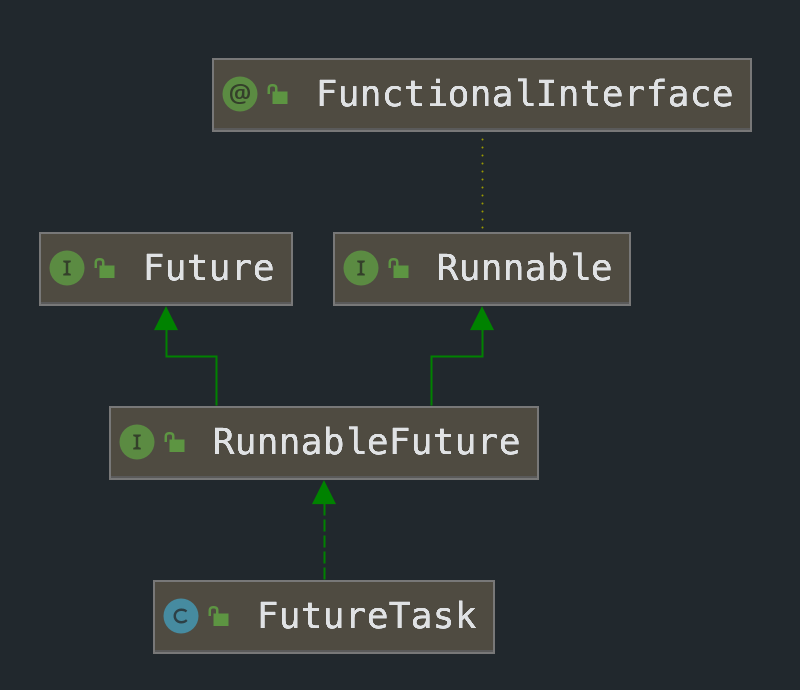 @ FunctionalInterface
I Future
I Runnable
I RunnableFuture
C FutureTask